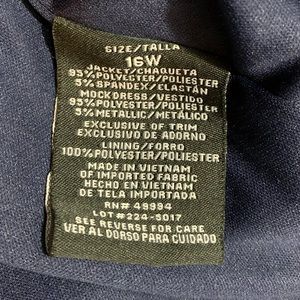 SIZE/TALLA
16W
JACKET/CHAQUETA
95% POLYESTER/POLIESTER
5% SPANDEX/ELASTÁN
MOCK DRESS/VESTIDO
95% POLYESTER/POLIESTER
5% METALLIC/METÁLICO
EXCLUSIVE OF TRIM
EXCLUSIVO DE ADORNO
LINING/FORRO
100% POLYESTER/POLIESTER
MADE IN VIETNAM
OF IMPORTED FABRIC
HECHO EN VIETNAM
DE TELA IMPORTADA
RN# 49994
LOT #224-S017
SEE REVERSE FOR CARE
VER AL DORSO PARA CUIDADO